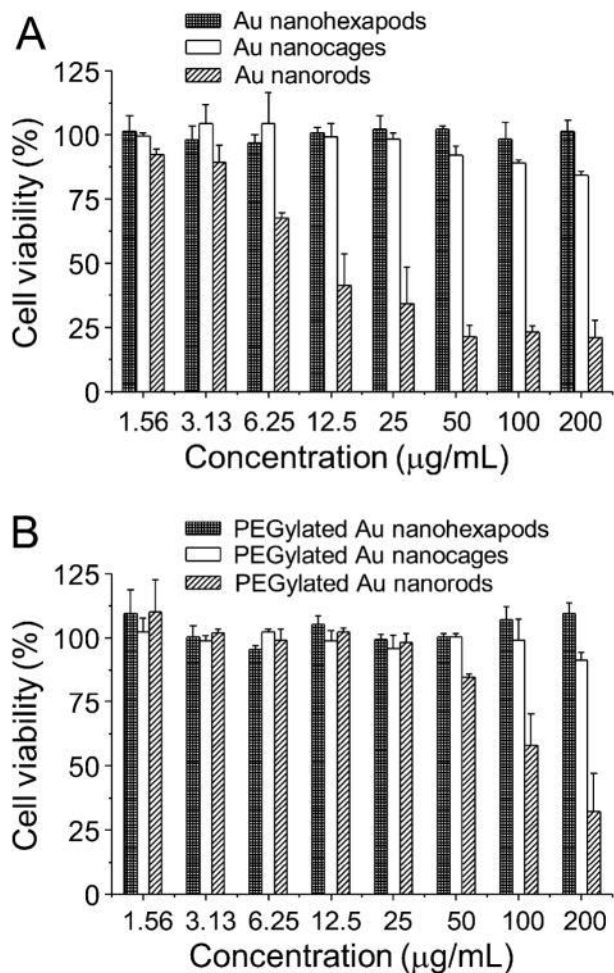 A
Au nanohexapods
Au nanocages
Au nanorods
125
100
75
50
25
0
Cell viability (%)
1.56 3.13 6.25 12.5 25 50 100 200
Concentration (μg/mL)
B
PEGylated Au nanohexapods
PEGylated Au nanocages
PEGylated Au nanorods
125
100
75
50
25
0
Cell viability (%)
1.56 3.13 6.25 12.5 25 50 100 200
Concentration (μg/mL)